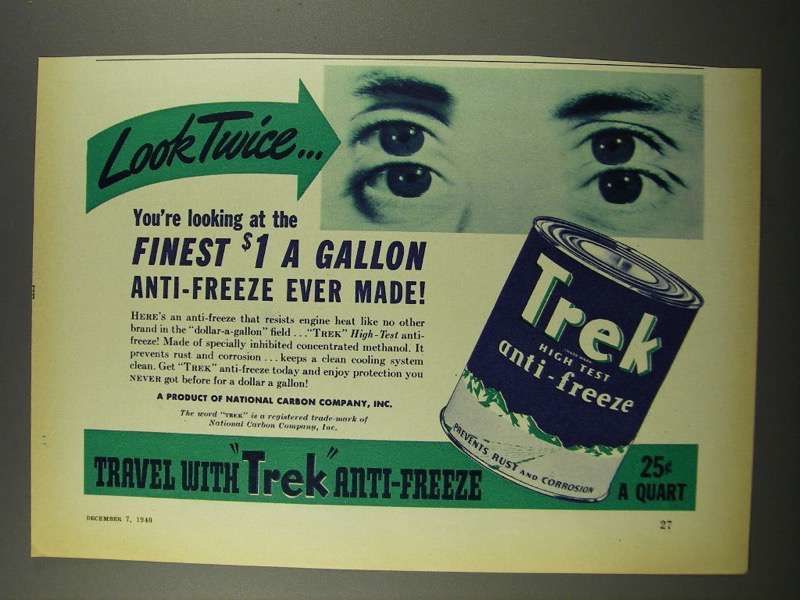 Look Twice...
You're looking at the
FINEST $1 A GALLON
ANTI-FREEZE EVER MADE!
HERE'S an anti-freeze that resists engine heat like no other
brand in the "dollar-a-gallon" field ... "TREK" High-Test anti-
freeze! Made of specially inhibited concentrated methanol. It
prevents rust and corrosion ... keeps a clean cooling system
clean. Get "TREK" anti-freeze today and enjoy protection you
NEVER got before for a dollar a gallon!
A PRODUCT OF NATIONAL CARBON COMPANY, INC.
The word "TREK" is a registered trade-mark of
National Carbon Company, Inc.
Trek
TRADE-MARK
HIGH TEST
anti-freeze
PREVENTS RUST AND CORROSION
TRAVEL WITH "Trek" ANTI-FREEZE
25¢
A QUART
DECEMBER 7, 1940
27